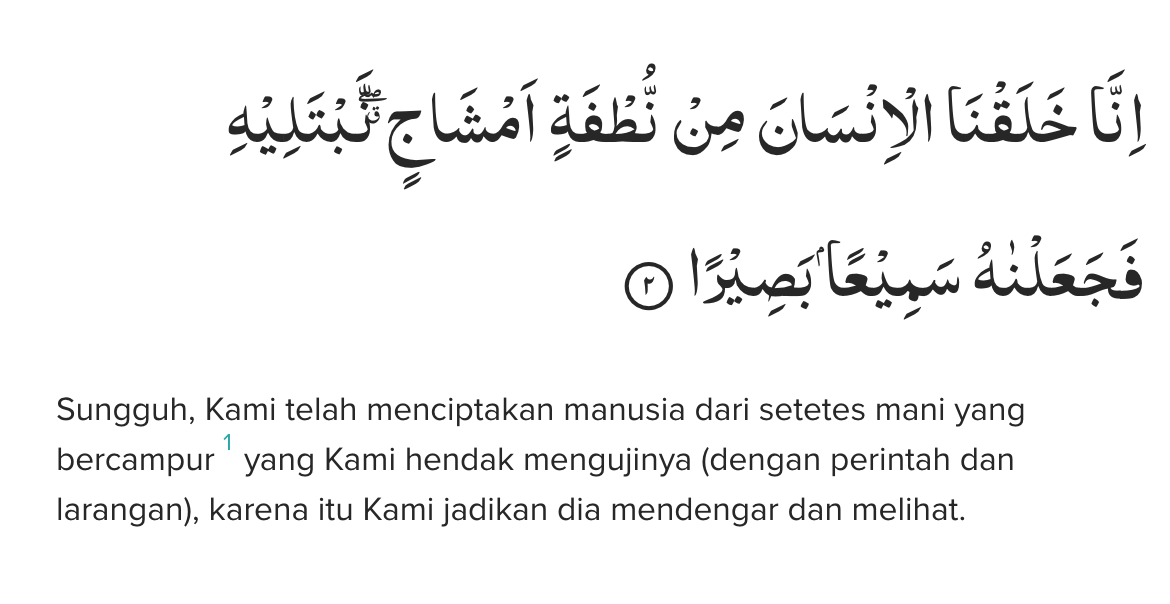 اِنَّا خَلَقْنَا الْاِنْسَانَ مِنْ نُّطْفَةٍ اَمْشَاجٍۖ نَّبْتَلِيْهِ
فَجَعَلْنٰهُ سَمِيْعًاۢ بَصِيْرًا ٢
Sungguh, Kami telah menciptakan manusia dari setetes mani yang
bercampur 1 yang Kami hendak mengujinya (dengan perintah dan
larangan), karena itu Kami jadikan dia mendengar dan melihat.